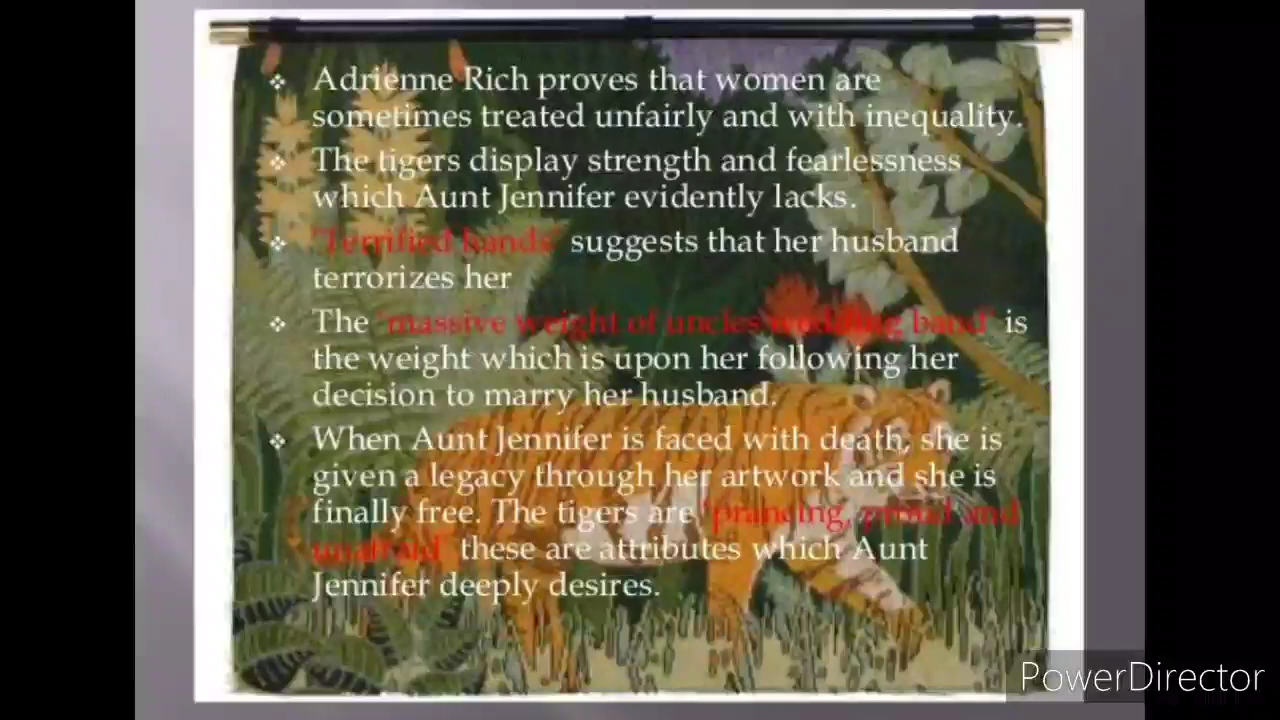 ❖ Adrienne Rich proves that women are
sometimes treated unfairly and with inequality.
❖ The tigers display strength and fearlessness
which Aunt Jennifer evidently lacks.
❖ 'Terrified hands' suggests that her husband
terrorizes her
❖ The 'massive weight of uncles wedding band' is
the weight which is upon her following her
decision to marry her husband.
❖ When Aunt Jennifer is faced with death, she is
given a legacy through her artwork and she is
finally free. The tigers are 'prancing, proud and
unafraid' these are attributes which Aunt
Jennifer deeply desires.
PowerDirector